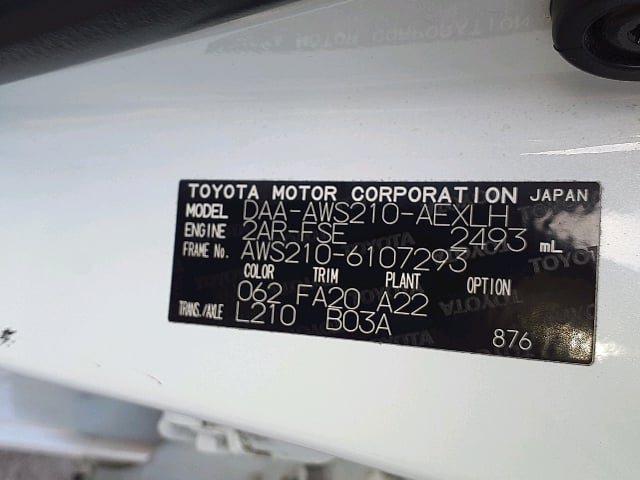 TOYOTA MOTOR CORPORATION JAPAN
MODEL DAA-AWS210-AEXLH
ENGINE 2AR-FSE 2493 mL
FRAME No. AWS210-6107293
COLOR TRIM PLANT OPTION
062 FA20 A22
TRANS./AXLE L210 B03A
876